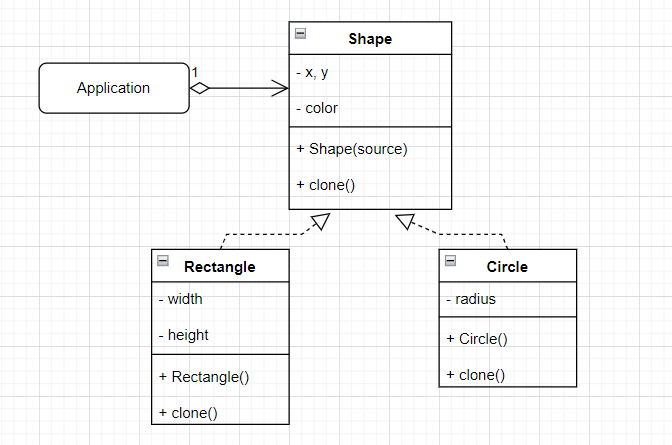 Application
1
Shape
- x, y
- color
+ Shape(source)
+ clone()
Rectangle
- width
- height
+ Rectangle()
+ clone()
Circle
- radius
+ Circle()
+ clone()